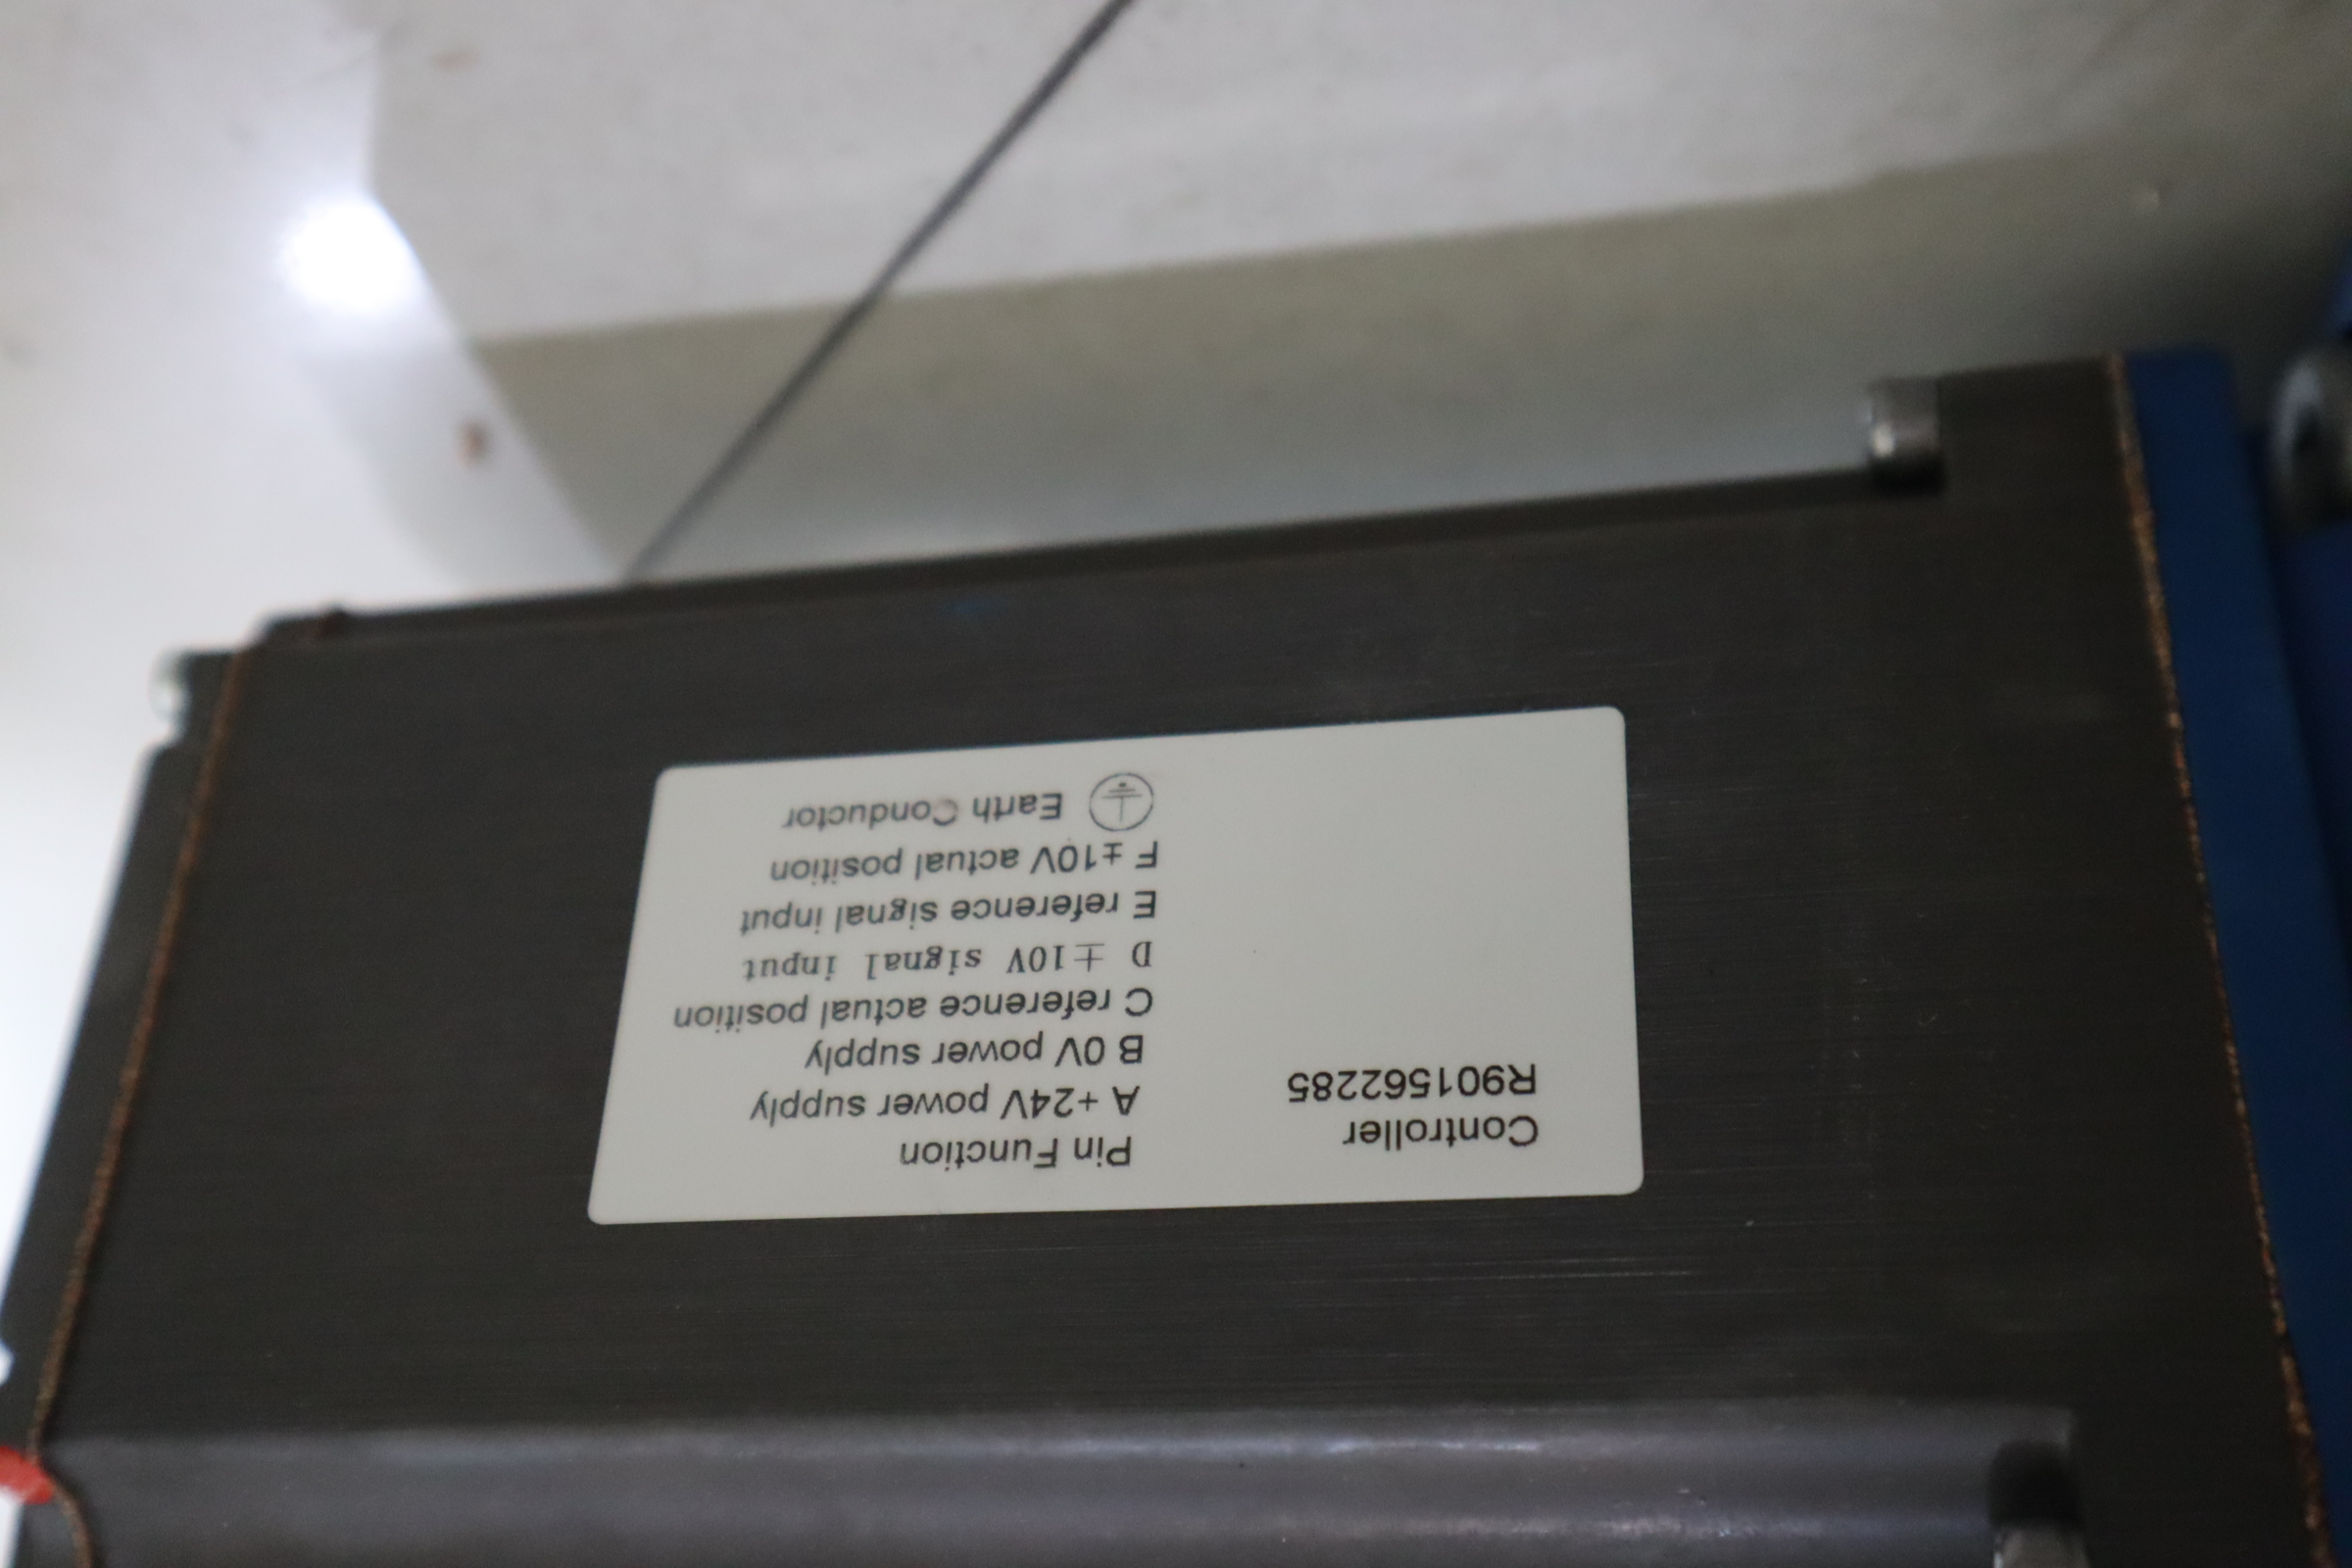 Controller
R901562285
Pin Function
A +24V power supply
B 0V power supply
C reference actual position
D ±10V signal input
E reference signal input
F ±10V actual position
Earth Conductor